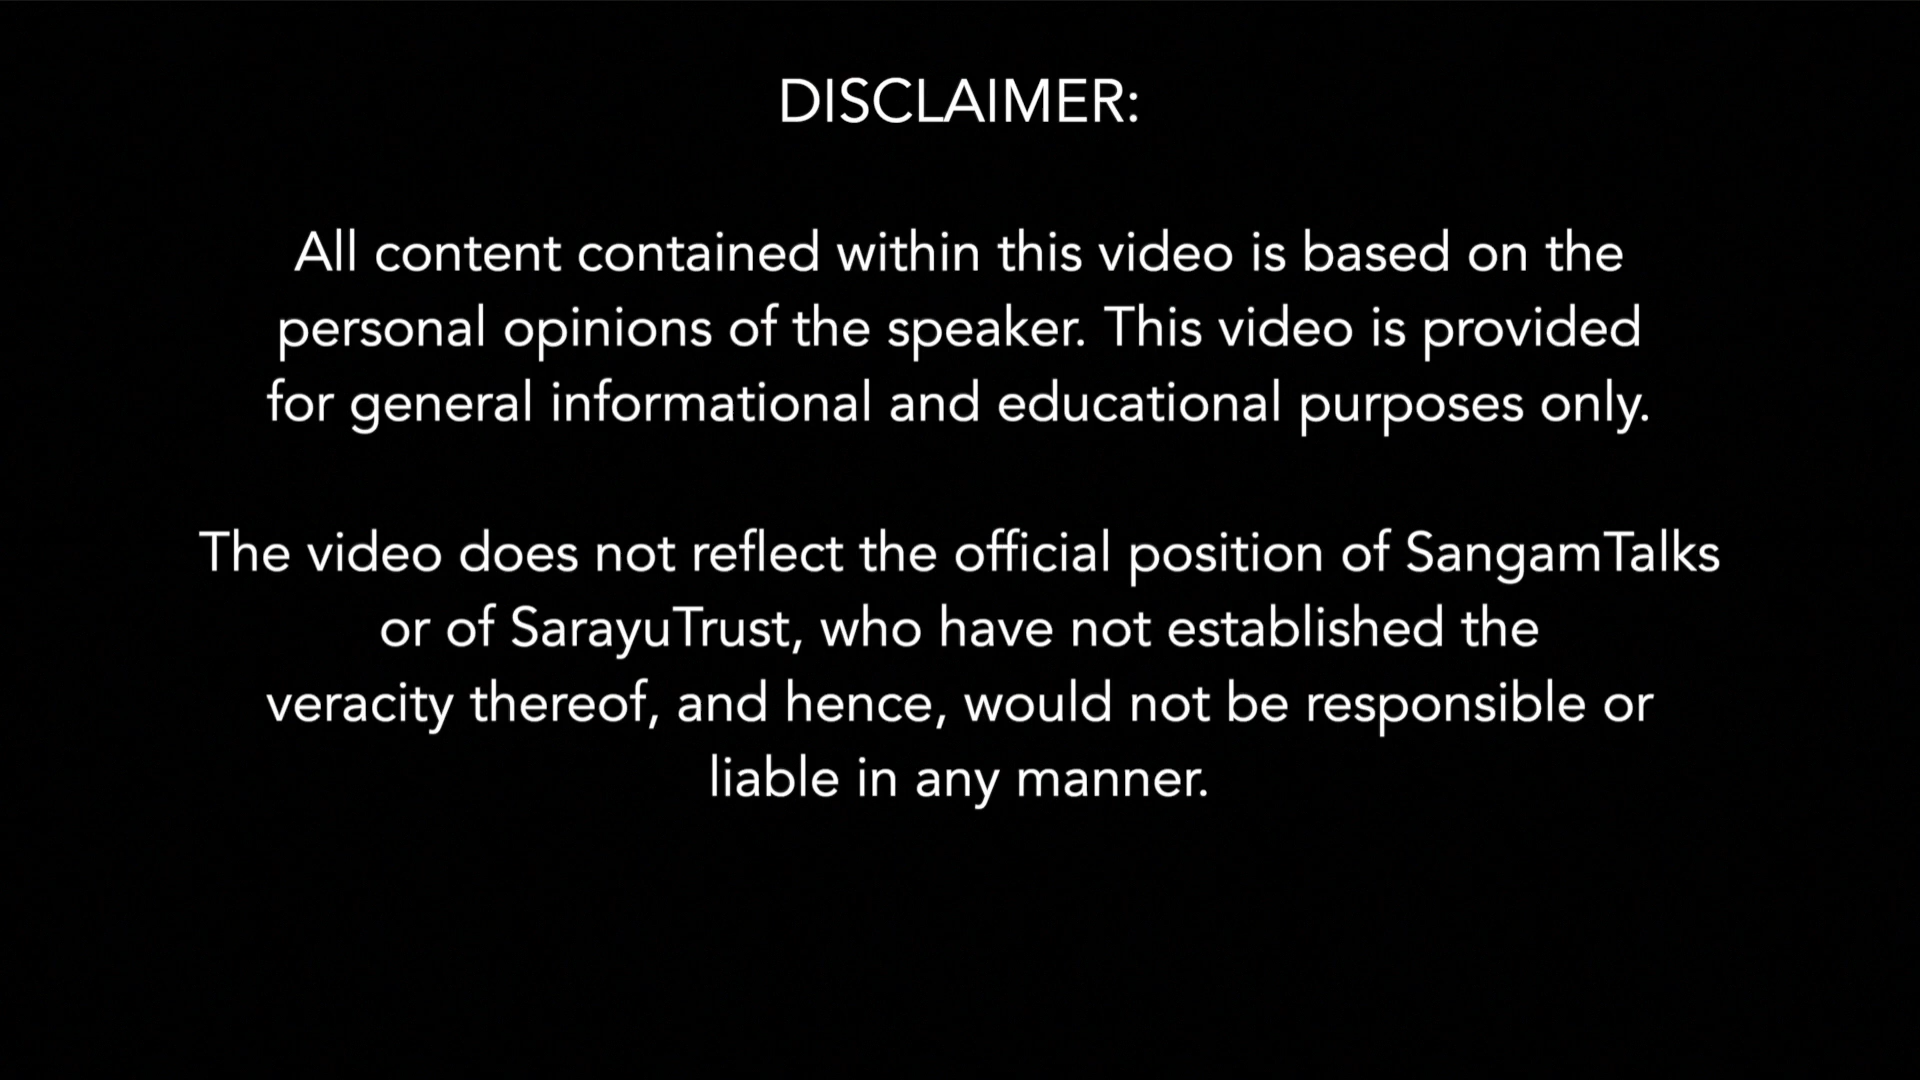 DISCLAIMER:
All content contained within this video is based on the
personal opinions of the speaker. This video is provided
for general informational and educational purposes only.
The video does not reflect the official position of SangamTalks
or of SarayuTrust, who have not established the
veracity thereof, and hence, would not be responsible or
liable in any manner.